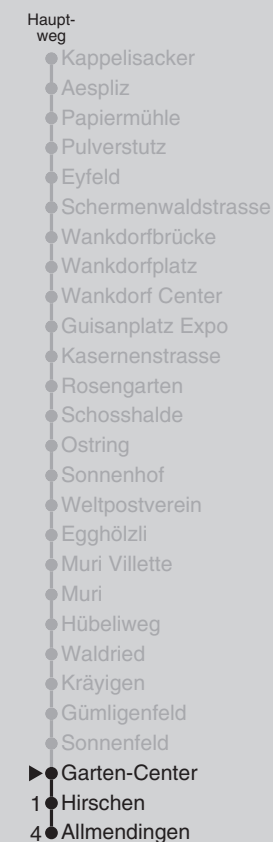 Haupt-
weg
Kappelisacker
Aespliz
Papiermühle
Pulverstutz
Eyfeld
Schermenwaldstrasse
Wankdorfbrücke
Wankdorfplatz
Wankdorf Center
Guisanplatz Expo
Kasernenstrasse
Rosengarten
Schosshalde
Ostring
Sonnenhof
Weltpostverein
Egghölzli
Muri Villette
Muri
Hübeliweg
Waldried
Kräyigen
Gümligenfeld
Sonnenfeld
Garten-Center
1 Hirschen
4 Allmendingen